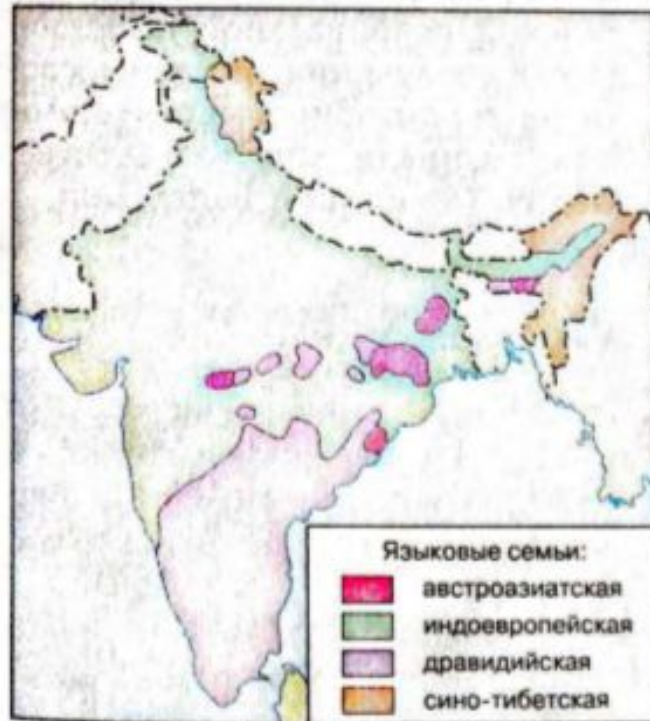 Языковые семьи:
австроазиатская
индоевропейская
дравидийская
сино-тибетская